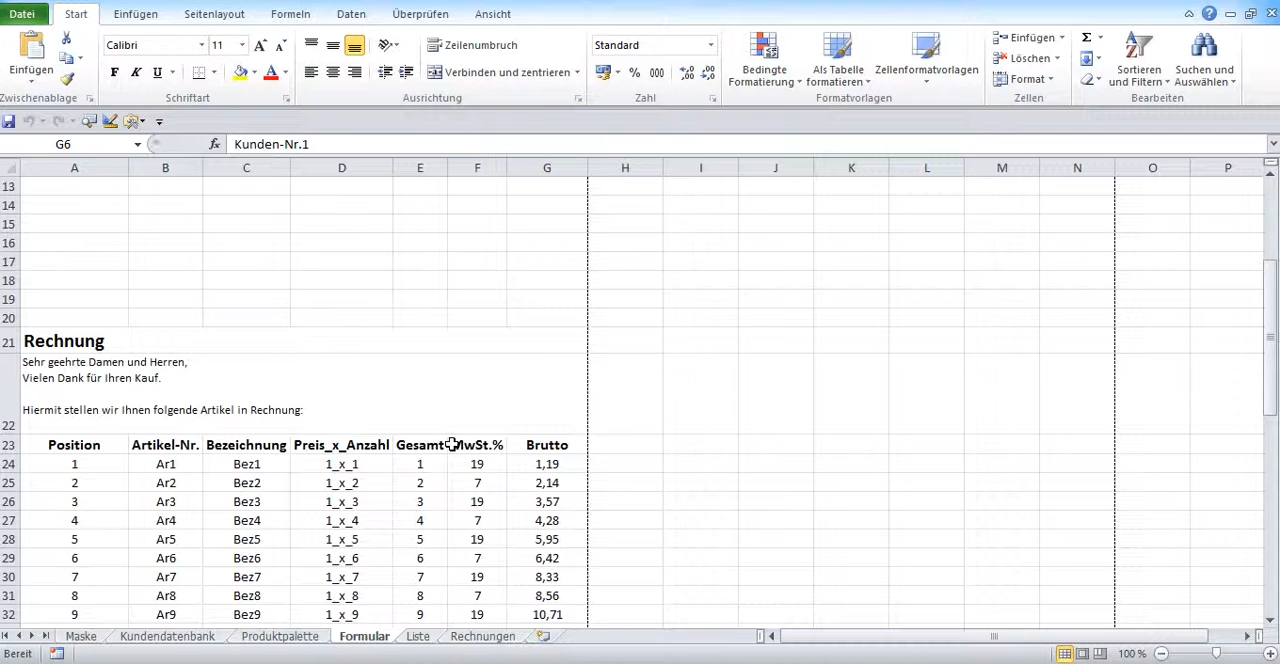 Datei Start Einfügen Seitenlayout Formeln Daten Überprüfen Ansicht
Calibri 11 Zeilenumbruch Standard Einfügen Σ
Einfügen F K U Verbinden und zentrieren % 000 Bedingte Formatierung Als Tabelle formatieren Zellenformatvorlagen Löschen Format Sortieren und Filtern Suchen und Auswählen
Zwischenablage Schriftart Ausrichtung Zahl Formatvorlagen Zellen Bearbeiten
G6 fx Kunden-Nr.1
A B C D E F G H I J K L M N O P
13
14
15
16
17
18
19
20
21 Rechnung
Sehr geehrte Damen und Herren,
Vielen Dank für Ihren Kauf.
Hiermit stellen wir Ihnen folgende Artikel in Rechnung:
22
23 Position Artikel-Nr. Bezeichnung Preis_x_Anzahl Gesamt MwSt.% Brutto
24 1 Ar1 Bez1 1_x_1 1 19 1,19
25 2 Ar2 Bez2 1_x_2 2 7 2,14
26 3 Ar3 Bez3 1_x_3 3 19 3,57
27 4 Ar4 Bez4 1_x_4 4 7 4,28
28 5 Ar5 Bez5 1_x_5 5 19 5,95
29 6 Ar6 Bez6 1_x_6 6 7 6,42
30 7 Ar7 Bez7 1_x_7 7 19 8,33
31 8 Ar8 Bez8 1_x_8 8 7 8,56
32 9 Ar9 Bez9 1_x_9 9 19 10,71
Maske Kundendatenbank Produktpalette Formular Liste Rechnungen
Bereit 100 %